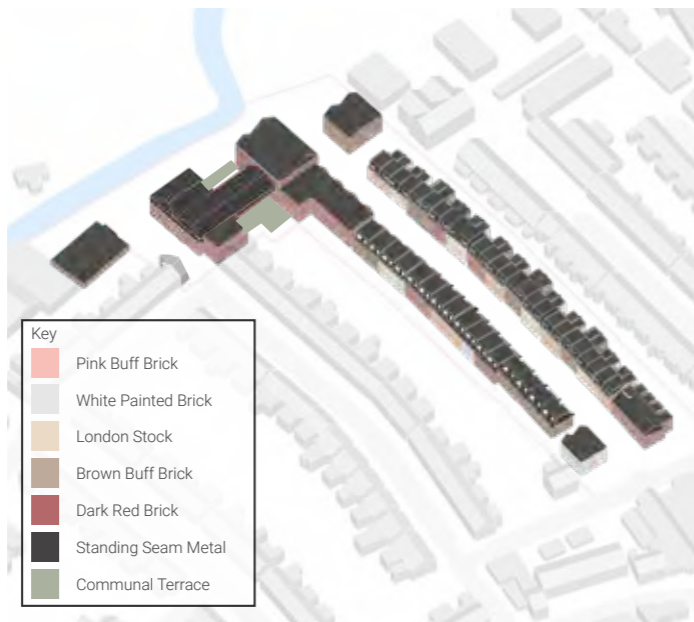 Key
Pink Buff Brick
White Painted Brick
London Stock
Brown Buff Brick
Dark Red Brick
Standing Seam Metal
Communal Terrace